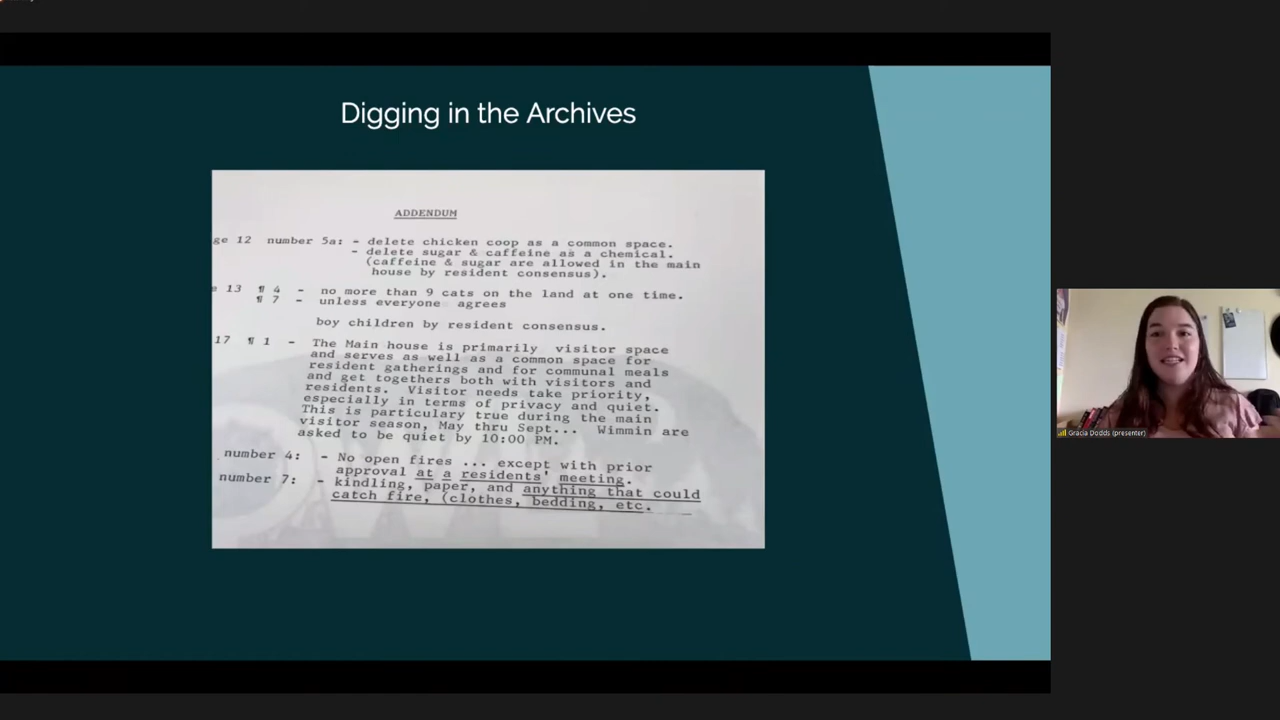 Digging in the Archives
ADDENDUM
ge 12 number 5a: - delete chicken coop as a common space.
- delete sugar & caffeine as a chemical.
(caffeine & sugar are allowed in the main
house by resident consensus).
13 ¶ 4 - no more than 9 cats on the land at one time.
¶ 7 - unless everyone agrees
boy children by resident consensus.
17 ¶ 1 - The Main house is primarily visitor space
and serves as well as a common space for
resident gatherings and for communal meals
and get togethers both with visitors and
residents. Visitor needs take priority,
especially in terms of privacy and quiet.
This is particulary true during the main
visitor season, May thru Sept... Wimmin are
asked to be quiet by 10:00 PM.
number 4: - No open fires ... except with prior
approval at a residents' meeting.
number 7: - kindling, paper, and anything that could
catch fire, (clothes, bedding, etc.
Gracia Dodds (presenter)